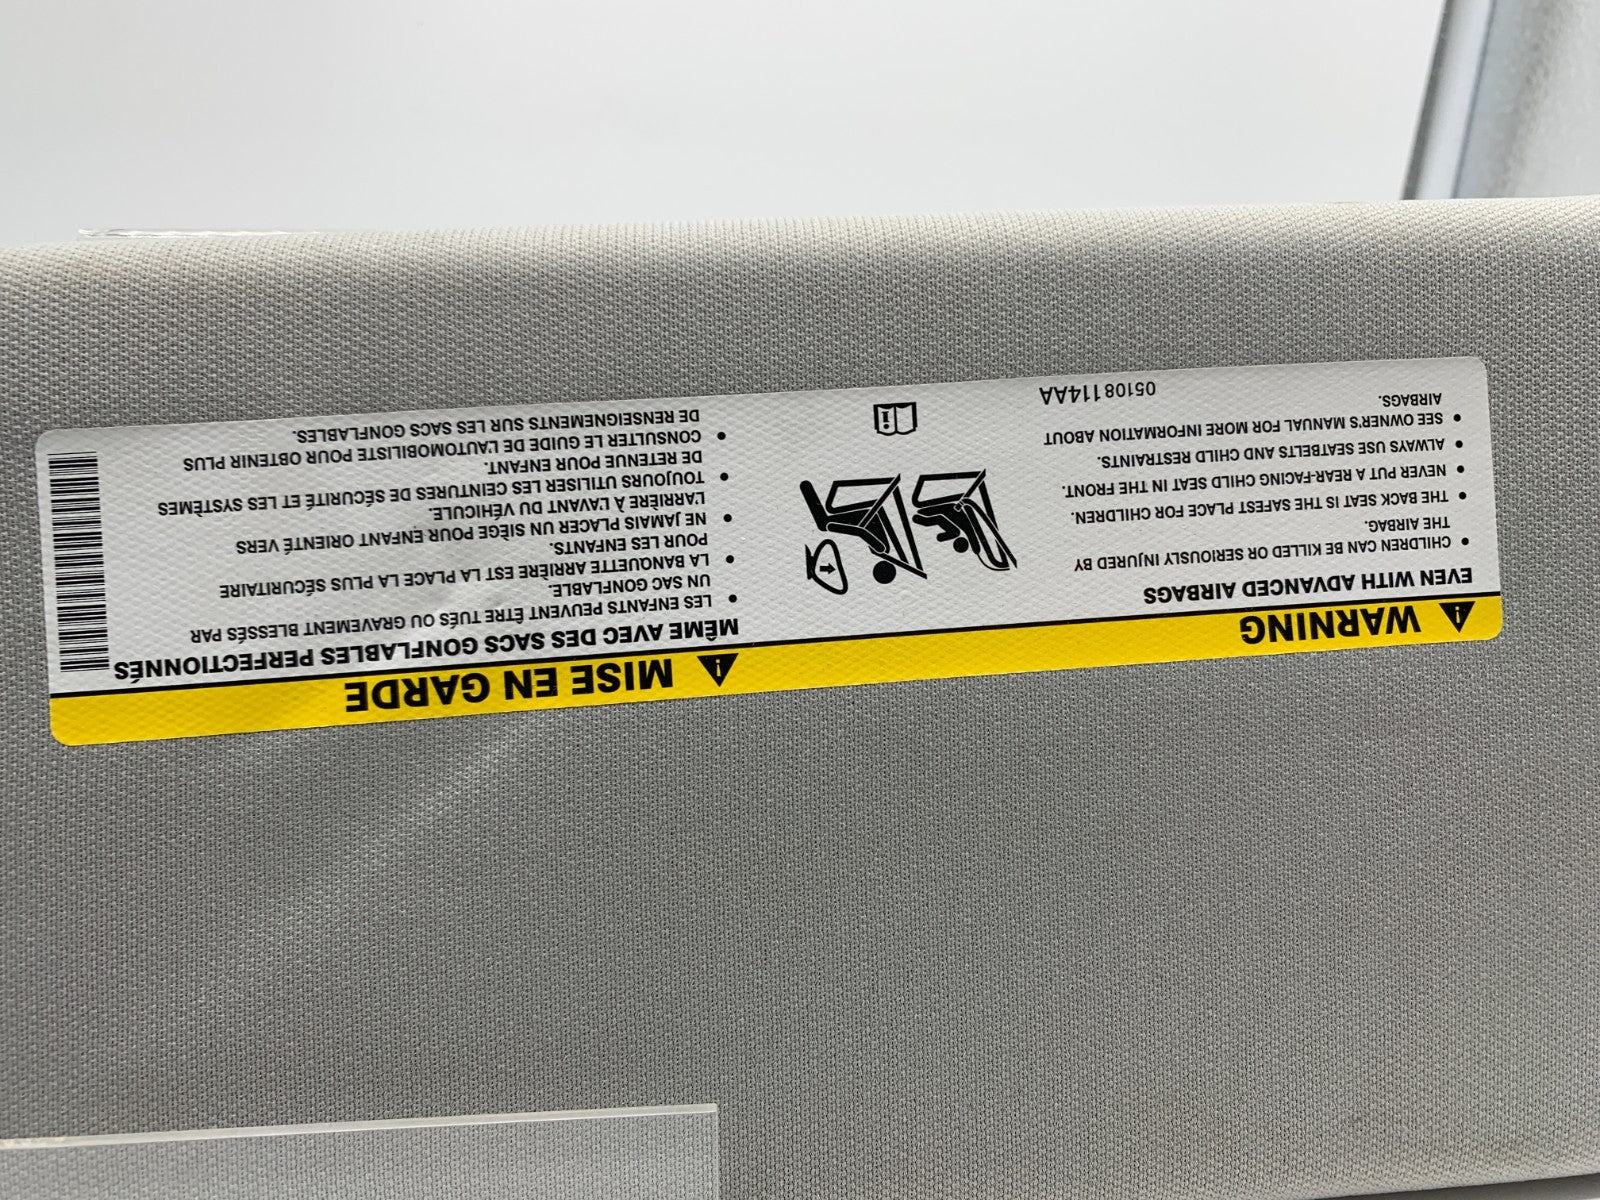 WARNING
EVEN WITH ADVANCED AIRBAGS
• CHILDREN CAN BE KILLED OR SERIOUSLY INJURED BY
THE AIRBAG.
• THE BACK SEAT IS THE SAFEST PLACE FOR CHILDREN.
• NEVER PUT A REAR-FACING CHILD SEAT IN THE FRONT.
• ALWAYS USE SEATBELTS AND CHILD RESTRAINTS.
• SEE OWNER'S MANUAL FOR MORE INFORMATION ABOUT
AIRBAGS.
05108114AA
MISE EN GARDE
MÊME AVEC DES SACS GONFLABLES PERFECTIONNÉS
• LES ENFANTS PEUVENT ÊTRE TUÉS OU GRAVEMENT BLESSÉS PAR
UN SAC GONFLABLE.
• LA BANQUETTE ARRIÈRE EST LA PLACE LA PLUS SÉCURITAIRE
POUR LES ENFANTS.
• NE JAMAIS PLACER UN SIÈGE POUR ENFANT ORIENTÉ VERS
L'ARRIÈRE À L'AVANT DU VÉHICULE.
• TOUJOURS UTILISER LES CEINTURES DE SÉCURITÉ ET LES SYSTÈMES
DE RETENUE POUR ENFANT.
• CONSULTER LE GUIDE DE L'AUTOMOBILISTE POUR OBTENIR PLUS
DE RENSEIGNEMENTS SUR LES SACS GONFLABLES.